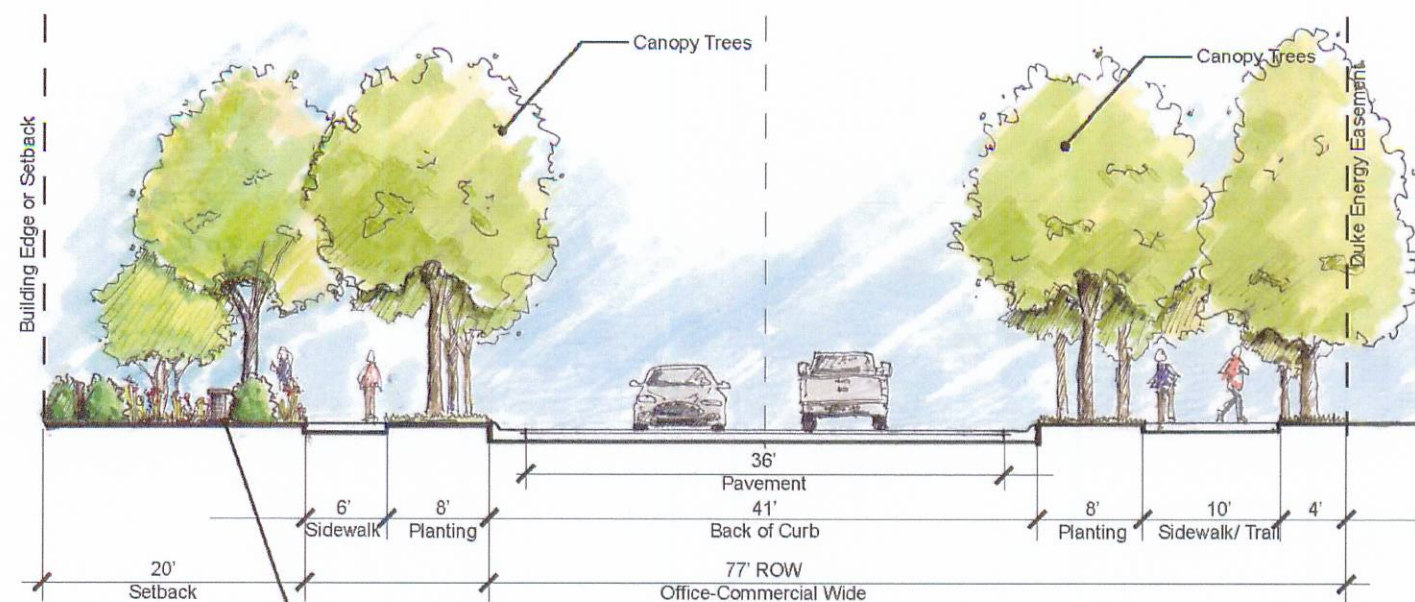 Canopy Trees
Canopy Trees
Building Edge or Setback
Duke Energy Easement
36'
Pavement
6'
Sidewalk
8'
Planting
41'
Back of Curb
8'
Planting
10'
Sidewalk/ Trail
4'
20'
Setback
77' ROW
Office-Commercial Wide